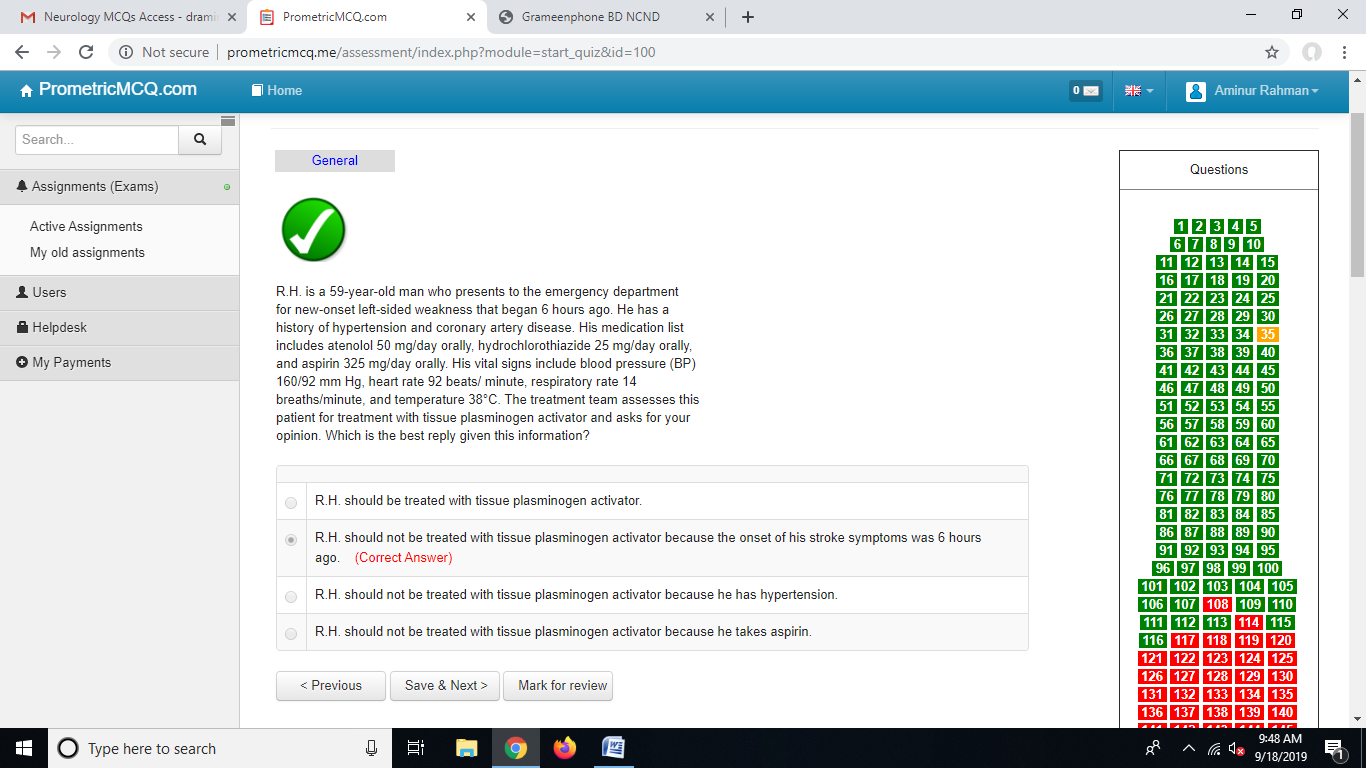 Neurology MCQs Access - drami
PrometricMCQ.com
Grameenphone BD NCND
Not secure | prometricmcq.me/assessment/index.php?module=start_quiz&id=100
PrometricMCQ.com
Home
0
Aminur Rahman
Search...
Assignments (Exams)
Active Assignments
My old assignments
Users
Helpdesk
My Payments
General
R.H. is a 59-year-old man who presents to the emergency department
for new-onset left-sided weakness that began 6 hours ago. He has a
history of hypertension and coronary artery disease. His medication list
includes atenolol 50 mg/day orally, hydrochlorothiazide 25 mg/day orally,
and aspirin 325 mg/day orally. His vital signs include blood pressure (BP)
160/92 mm Hg, heart rate 92 beats/ minute, respiratory rate 14
breaths/minute, and temperature 38°C. The treatment team assesses this
patient for treatment with tissue plasminogen activator and asks for your
opinion. Which is the best reply given this information?
R.H. should be treated with tissue plasminogen activator.
R.H. should not be treated with tissue plasminogen activator because the onset of his stroke symptoms was 6 hours
ago. (Correct Answer)
R.H. should not be treated with tissue plasminogen activator because he has hypertension.
R.H. should not be treated with tissue plasminogen activator because he takes aspirin.
< Previous
Save & Next >
Mark for review
Questions
1 2 3 4 5
6 7 8 9 10
11 12 13 14 15
16 17 18 19 20
21 22 23 24 25
26 27 28 29 30
31 32 33 34 35
36 37 38 39 40
41 42 43 44 45
46 47 48 49 50
51 52 53 54 55
56 57 58 59 60
61 62 63 64 65
66 67 68 69 70
71 72 73 74 75
76 77 78 79 80
81 82 83 84 85
86 87 88 89 90
91 92 93 94 95
96 97 98 99 100
101 102 103 104 105
106 107 108 109 110
111 112 113 114 115
116 117 118 119 120
121 122 123 124 125
126 127 128 129 130
131 132 133 134 135
136 137 138 139 140
Type here to search
9:48 AM
9/18/2019
1